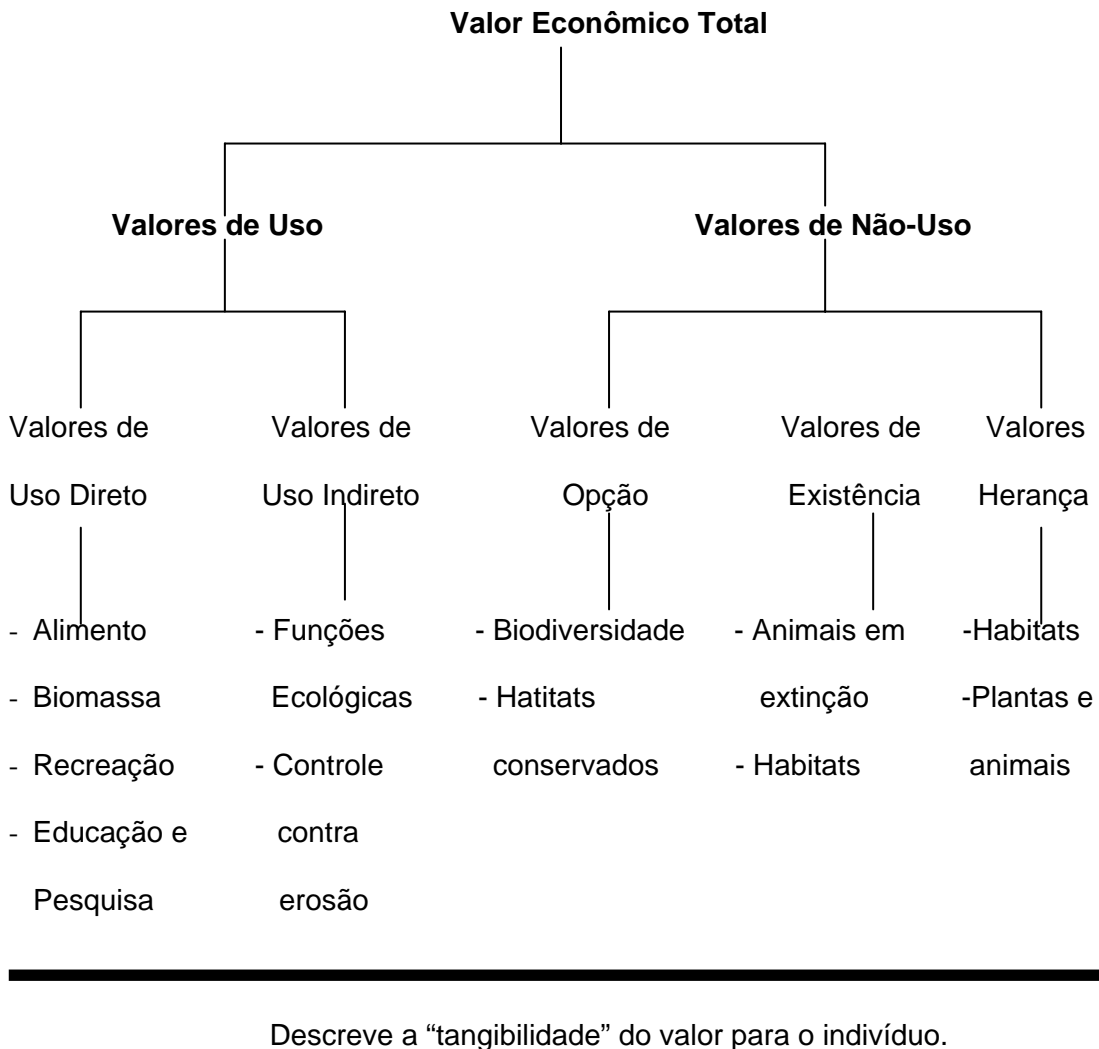 Valor Econômico Total
Valores de Uso
Valores de Não-Uso
Valores de
Uso Direto
Valores de
Uso Indireto
Valores de
Opção
Valores de
Existência
Valores
Herança
- Alimento
- Biomassa
- Recreação
- Educação e
Pesquisa
- Funções
Ecológicas
- Controle
contra
erosão
- Biodiversidade
- Hatitats
conservados
- Animais em
extinção
- Habitats
-Habitats
-Plantas e
animais
Descreve a “tangibilidade” do valor para o indivíduo.